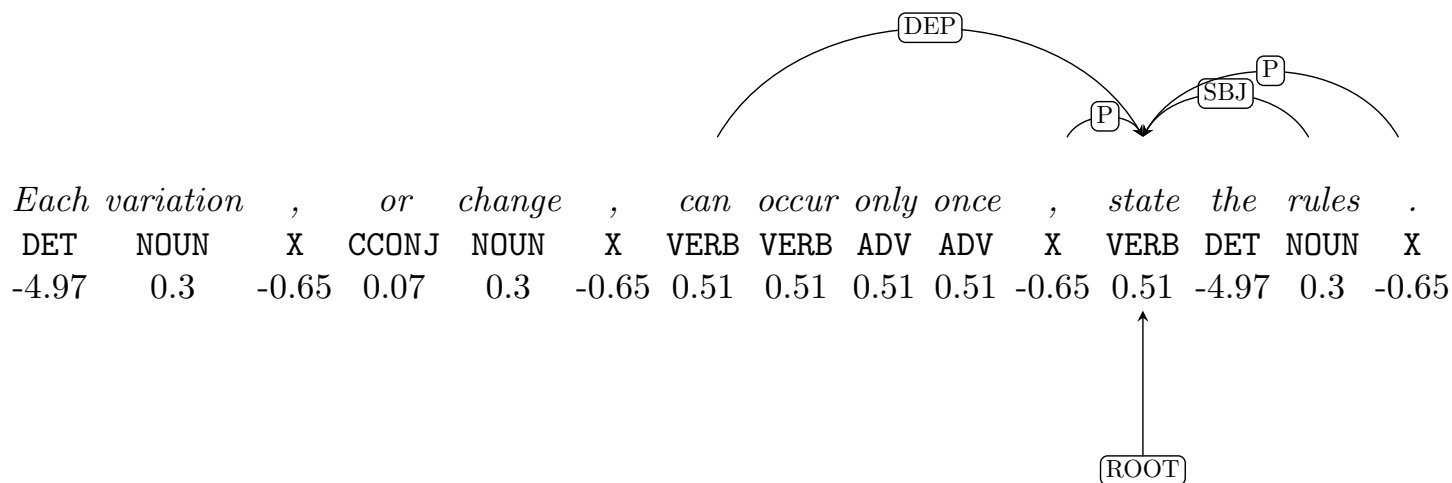 DEP
P
SBJ
P
Each variation , or change , can occur only once , state the rules .
DET NOUN X CCONJ NOUN X VERB VERB ADV ADV X VERB DET NOUN X
-4.97 0.3 -0.65 0.07 0.3 -0.65 0.51 0.51 0.51 0.51 -0.65 0.51 -4.97 0.3 -0.65
ROOT